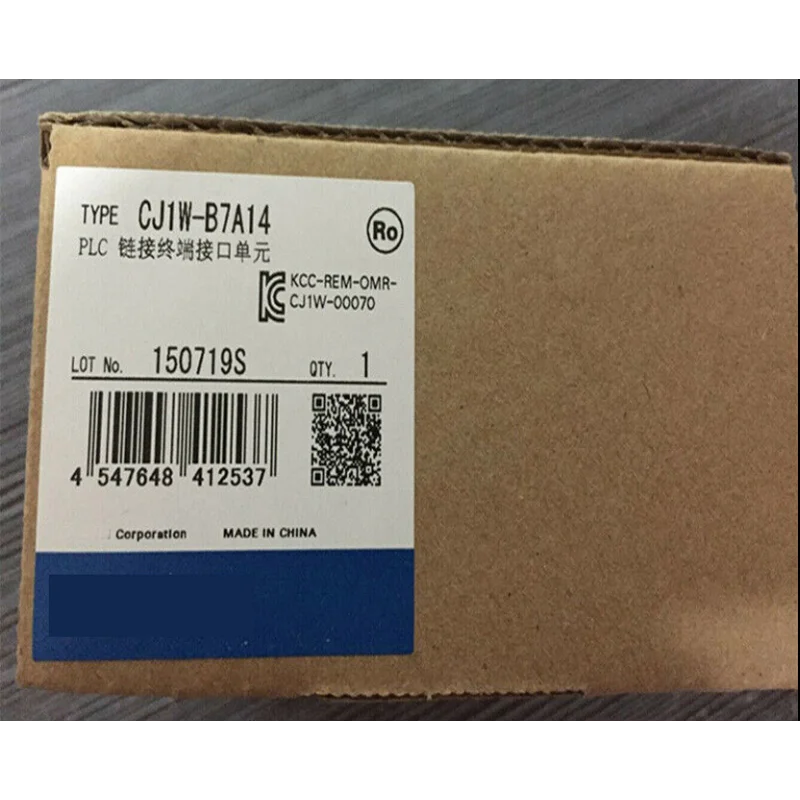 TYPE CJ1W-B7A14
PLC 链接终端接口单元
Ro
KCC-REM-OMR-
CJ1W-00070
LOT No. 150719S QTY. 1
4 547648 412537
Corporation MADE IN CHINA